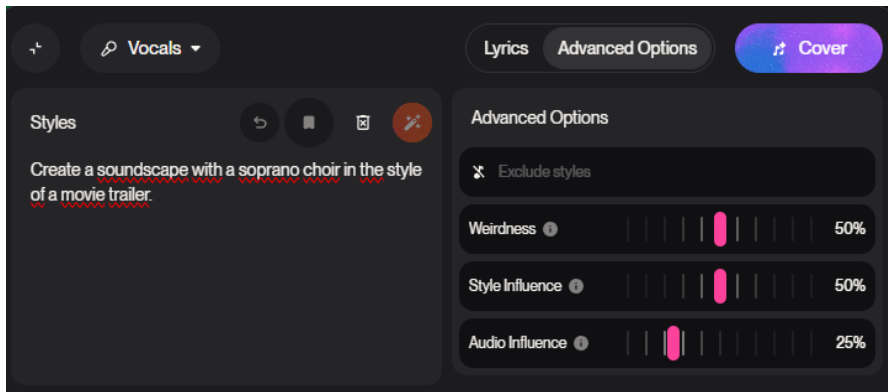 Vocals
Lyrics
Advanced Options
Cover
Styles
Create a soundscape with a soprano choir in the style
of a movie trailer.
Advanced Options
Exclude styles
Weirdness 50%
Style Influence 50%
Audio Influence 25%